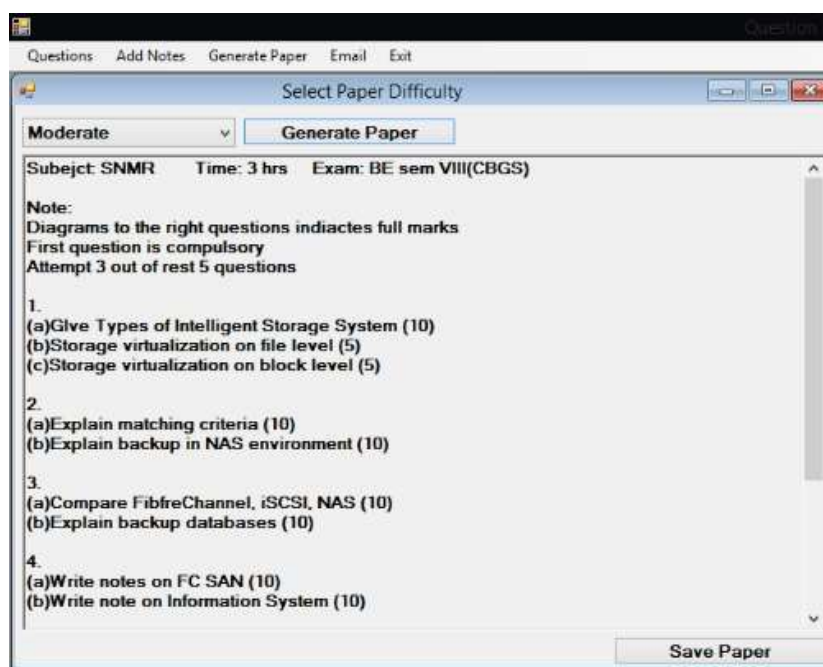 Question
Questions Add Notes Generate Paper Email Exit
Select Paper Difficulty
Moderate Generate Paper
Subejct: SNMR Time: 3 hrs Exam: BE sem VIII(CBGS)
Note:
Diagrams to the right questions indiactes full marks
First question is compulsory
Attempt 3 out of rest 5 questions
1.
(a)GIve Types of Intelligent Storage System (10)
(b)Storage virtualization on file level (5)
(c)Storage virtualization on block level (5)
2.
(a)Explain matching criteria (10)
(b)Explain backup in NAS environment (10)
3.
(a)Compare FibfreChannel, iSCSI, NAS (10)
(b)Explain backup databases (10)
4.
(a)Write notes on FC SAN (10)
(b)Write note on Information System (10)
Save Paper